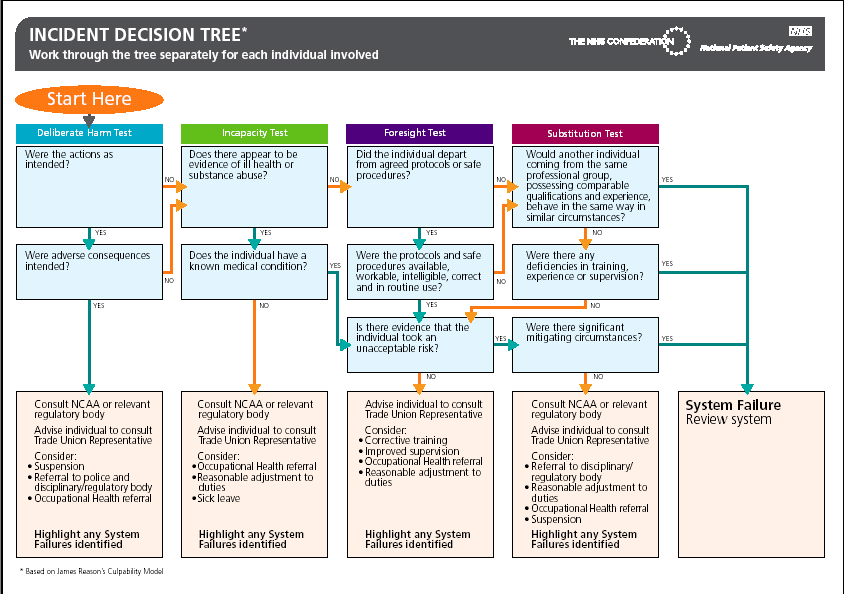 INCIDENT DECISION TREE*
Work through the tree separately for each individual involved
THE NHS CONFEDERATION
NHS
National Patient Safety Agency
Start Here
Deliberate Harm Test
Were the actions as
intended?
NO
YES
Were adverse consequences
intended?
NO
YES
Consult NCAA or relevant
regulatory body
Advise individual to consult
Trade Union Representative
Consider:
• Suspension
• Referral to police and
disciplinary/regulatory body
• Occupational Health referral
Highlight any System
Failures identified
Incapacity Test
Does there appear to be
evidence of ill health or
substance abuse?
NO
YES
Does the individual have a
known medical condition?
YES
NO
Consult NCAA or relevant
regulatory body
Advise individual to consult
Trade Union Representative
Consider:
• Occupational Health referral
• Reasonable adjustment to
duties
• Sick leave
Highlight any System
Failures identified
Foresight Test
Did the individual depart
from agreed protocols or safe
procedures?
NO
YES
Were the protocols and safe
procedures available,
workable, intelligible, correct
and in routine use?
NO
YES
Is there evidence that the
individual took an
unacceptable risk?
YES
NO
Advise individual to consult
Trade Union Representative
Consider:
• Corrective training
• Improved supervision
• Occupational Health referral
• Reasonable adjustment to
duties
Highlight any System
Failures identified
Substitution Test
Would another individual
coming from the same
professional group,
possessing comparable
qualifications and experience,
behave in the same way in
similar circumstances?
YES
NO
Were there any
deficiencies in training,
experience or supervision?
YES
NO
Were there significant
mitigating circumstances?
YES
NO
Consult NCAA or relevant
regulatory body
Advise individual to consult
Trade Union Representative
Consider:
• Referral to disciplinary/
regulatory body
• Reasonable adjustment to
duties
• Occupational Health referral
• Suspension
Highlight any System
Failures identified
System Failure
Review system
* Based on James Reason's Culpability Model